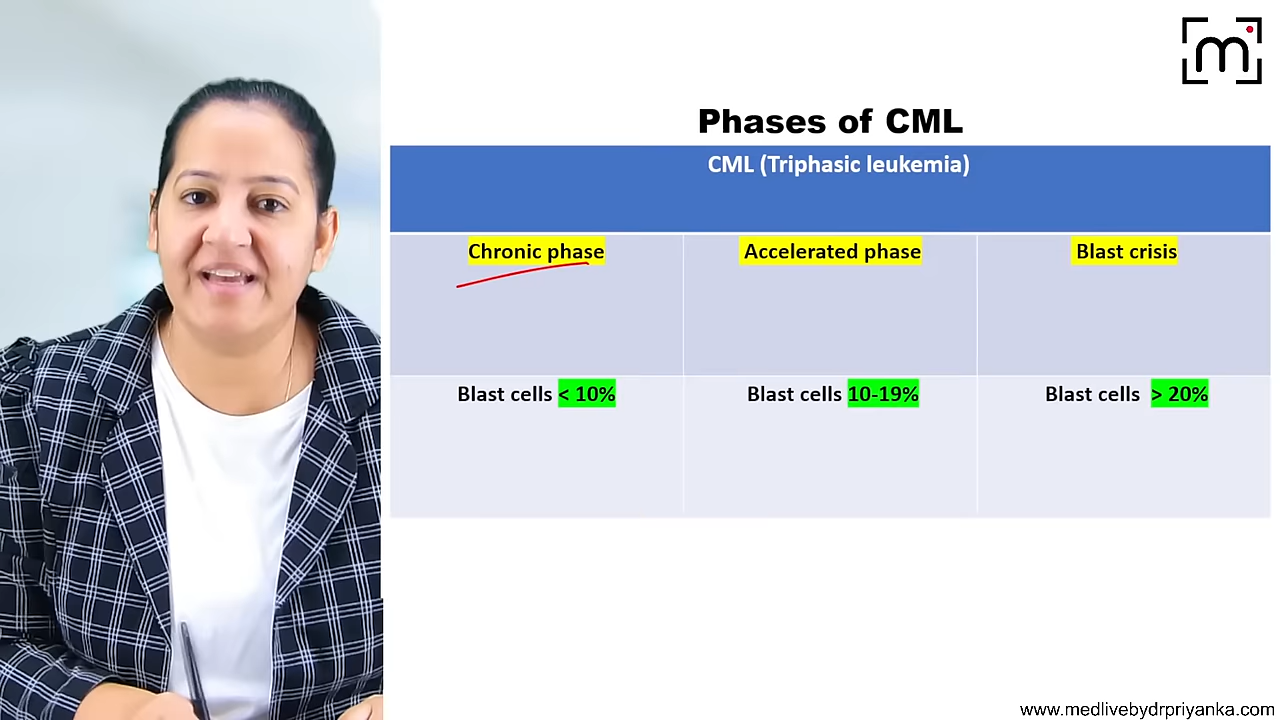 m
Phases of CML
CML (Triphasic leukemia)
Chronic phase
Accelerated phase
Blast crisis
Blast cells < 10%
Blast cells 10-19%
Blast cells > 20%
www.medlivebydrpriyanka.com